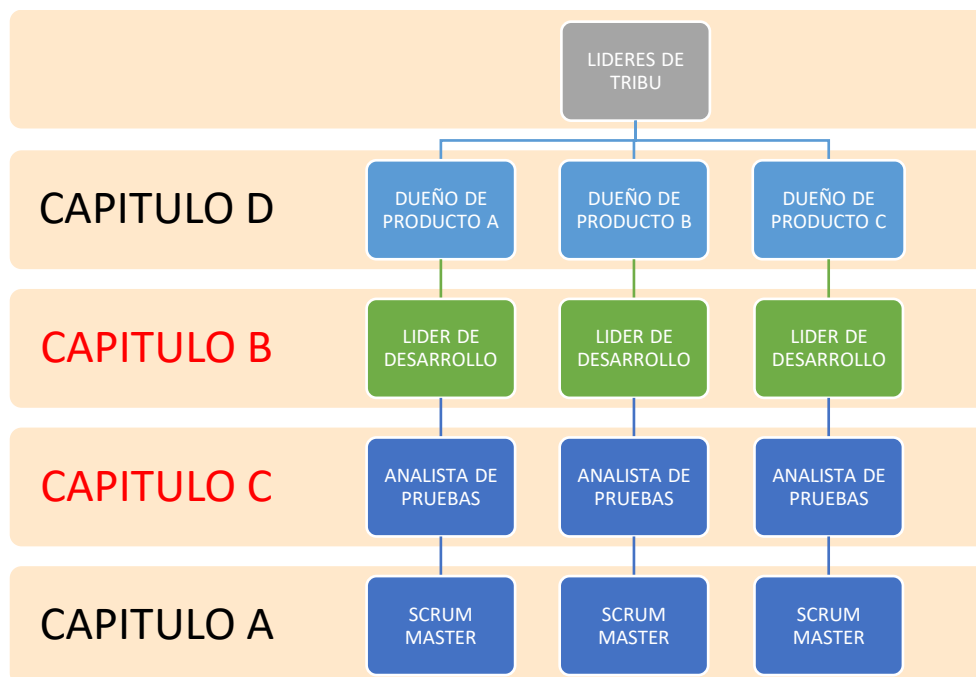 LIDERES DE
TRIBU
CAPITULO D
DUEÑO DE
PRODUCTO A
DUEÑO DE
PRODUCTO B
DUEÑO DE
PRODUCTO C
CAPITULO B
LIDER DE
DESARROLLO
LIDER DE
DESARROLLO
LIDER DE
DESARROLLO
CAPITULO C
ANALISTA DE
PRUEBAS
ANALISTA DE
PRUEBAS
ANALISTA DE
PRUEBAS
CAPITULO A
SCRUM
MASTER
SCRUM
MASTER
SCRUM
MASTER